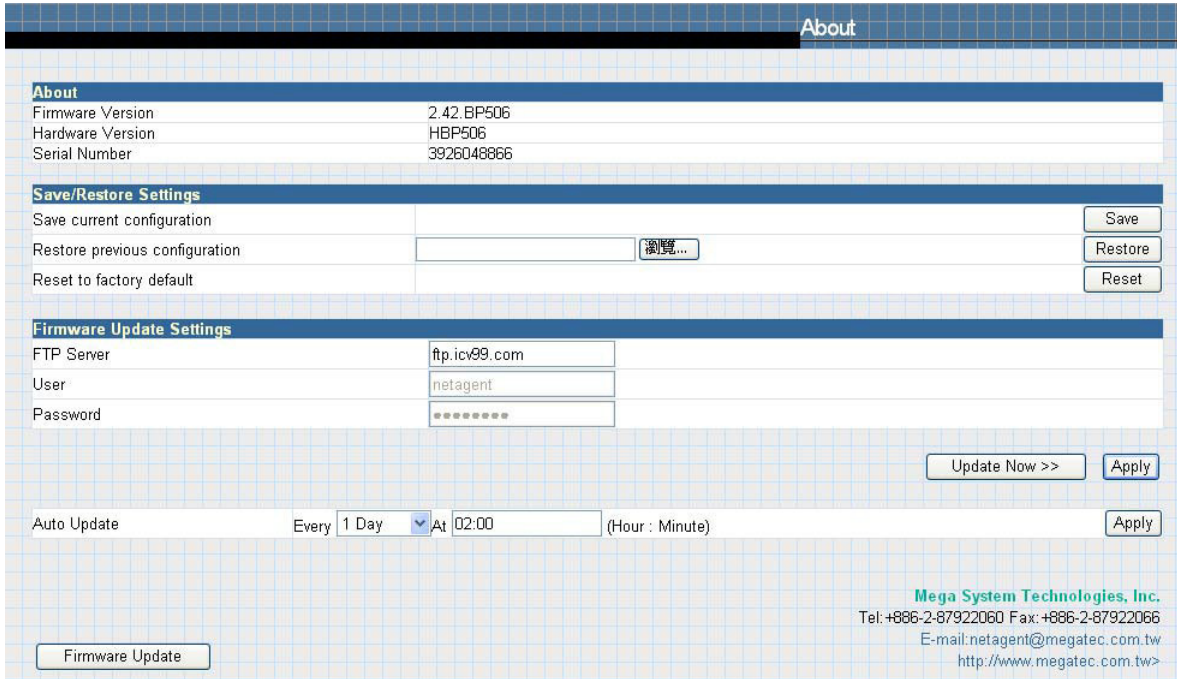 About
About
Firmware Version 2.42.BP506
Hardware Version HBP506
Serial Number 3926048866
Save/Restore Settings
Save current configuration Save
Restore previous configuration 瀏覽... Restore
Reset to factory default Reset
Firmware Update Settings
FTP Server ftp.icv99.com
User netagent
Password ●●●●●●●●
Update Now >> Apply
Auto Update Every 1 Day At 02:00 (Hour : Minute) Apply
Mega System Technologies, Inc.
Tel:+886-2-87922060 Fax:+886-2-87922066
E-mail:netagent@megatec.com.tw
http://www.megatec.com.tw>
Firmware Update